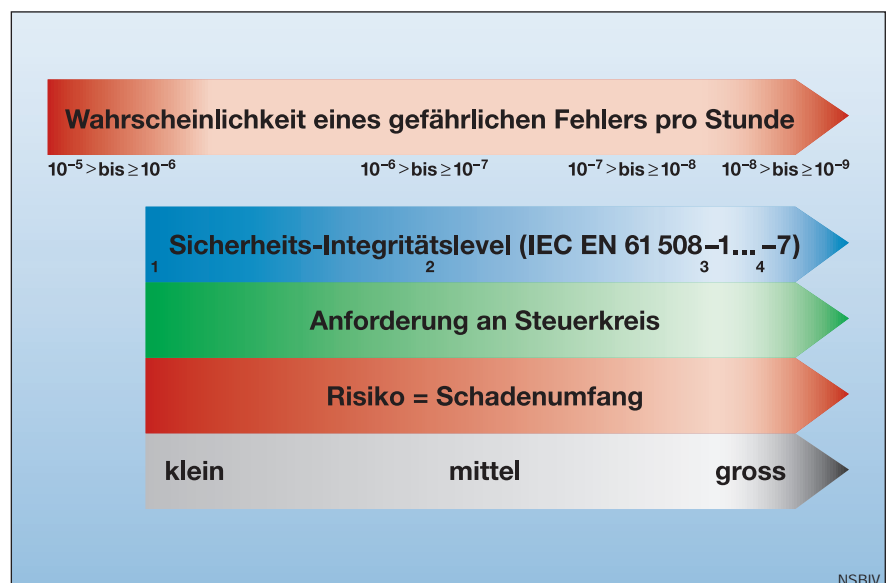 Wahrscheinlichkeit eines gefährlichen Fehlers pro Stunde
10⁻⁵ > bis ≥ 10⁻⁶ 10⁻⁶ > bis ≥ 10⁻⁷ 10⁻⁷ > bis ≥ 10⁻⁸ 10⁻⁸ > bis ≥ 10⁻⁹
Sicherheits-Integritätslevel (IEC EN 61 508–1... –7)
1 2 3 4
Anforderung an Steuerkreis
Risiko = Schadenumfang
klein mittel gross
NSBIV